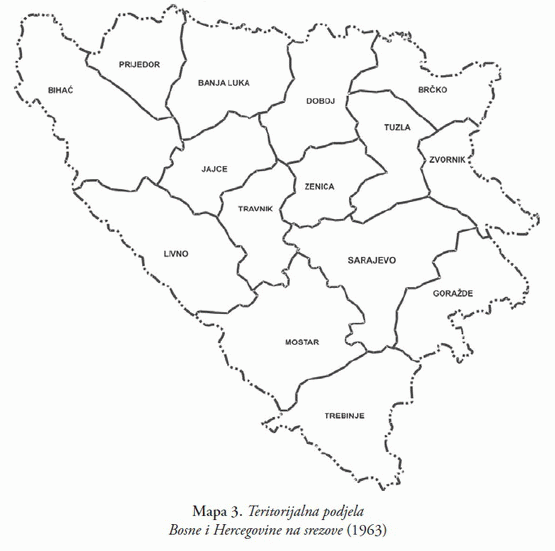 PRIJEDOR
BIHAĆ
BANJA LUKA
BRČKO
DOBOJ
TUZLA
ZVORNIK
JAJCE
ZENICA
TRAVNIK
LIVNO
SARAJEVO
GORAŽDE
MOSTAR
TREBINJE
Mapa 3. Teritorijalna podjela
Bosne i Hercegovine na srezove (1963)